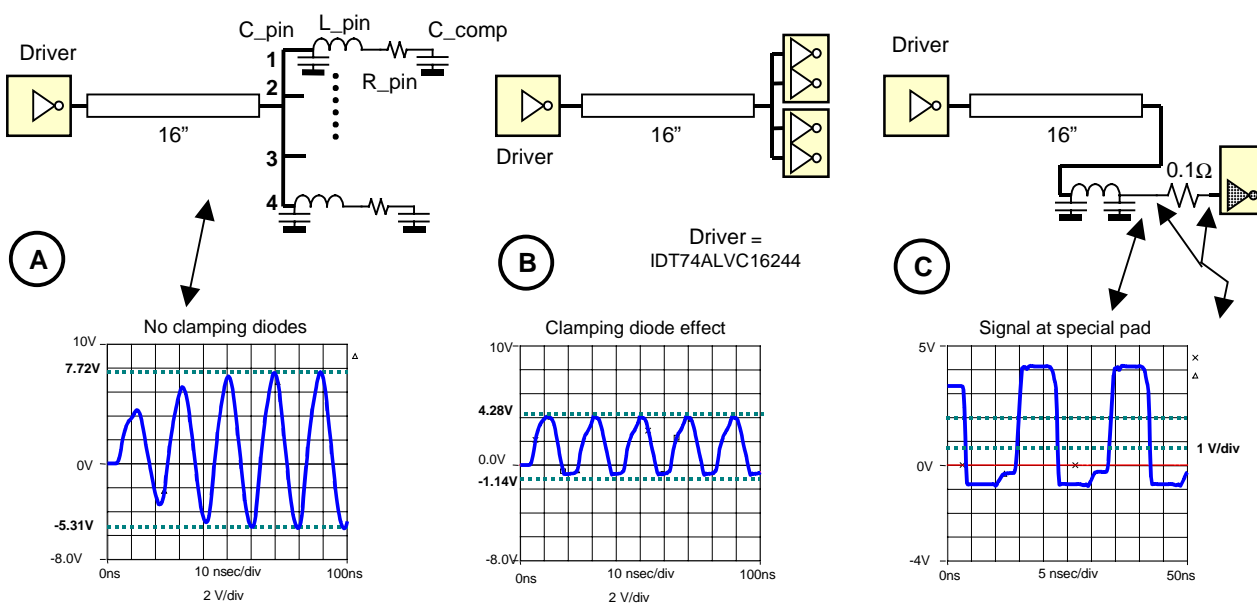 C_pin
L_pin
C_comp
Driver
1
2
R_pin
16”
3
4
A
No clamping diodes
10V
7.72V
0V
-5.31V
-8.0V
0ns
10 nsec/div
100ns
2 V/div
Driver
16”
Driver =
IDT74ALVC16244
B
Clamping diode effect
10V
4.28V
0.0V
-1.14V
-8.0V
0ns
10 nsec/div
100ns
2 V/div
Driver
16”
0.1Ω
C
Signal at special pad
5V
1 V/div
0V
-4V
0ns
5 nsec/div
50ns